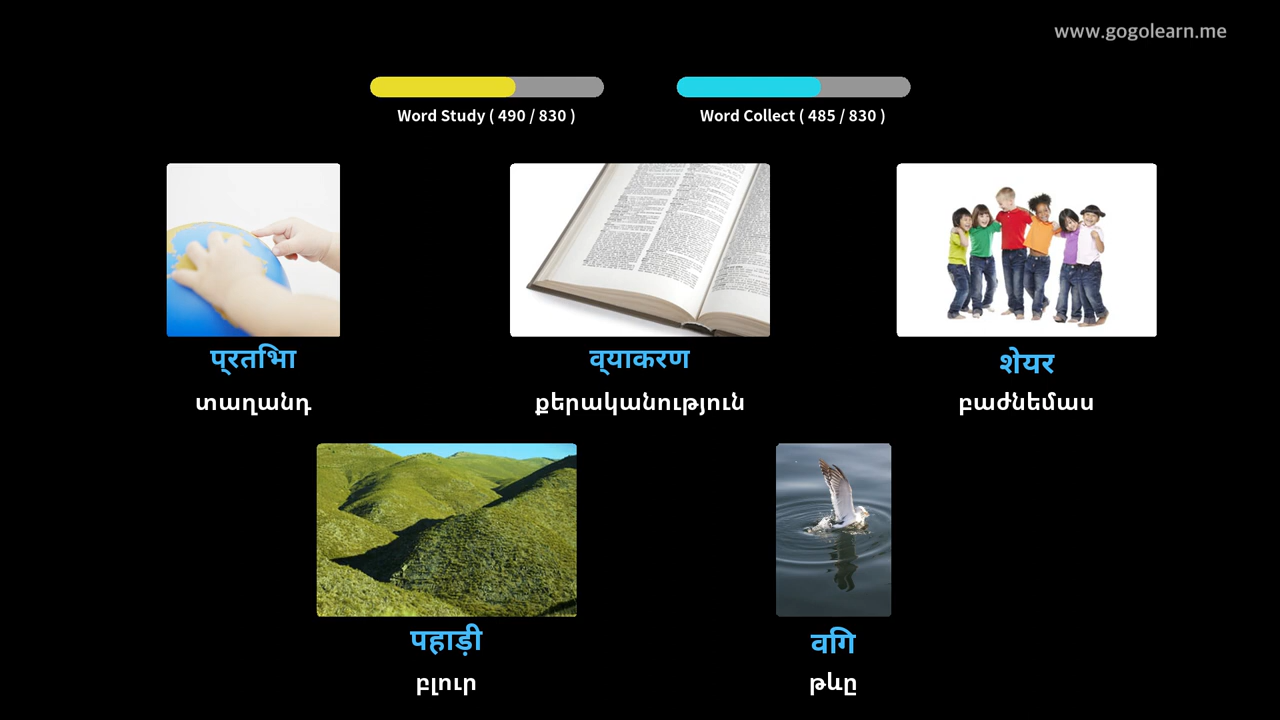 www.gogolearn.me
Word Study ( 490 / 830 )
Word Collect ( 485 / 830 )
प्रतिभा
व्याकरण
शेयर
տաղանդ
քերականություն
բաժնեմաս
पहाड़ी
विग
բլուր
թևը